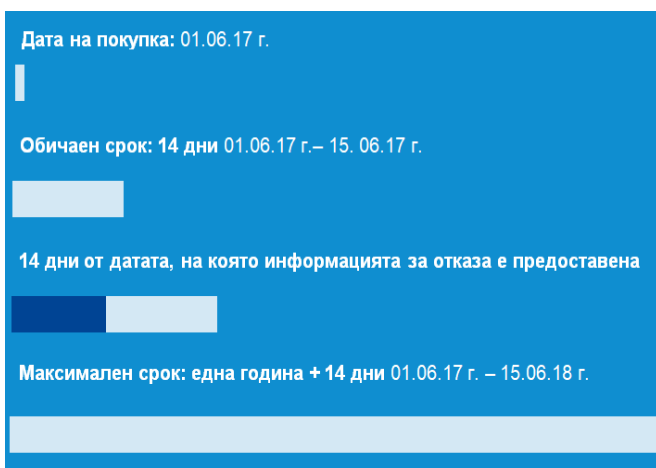 Дата на покупка: 01.06.17 г.
Обичаен срок: 14 дни 01.06.17 г.– 15. 06.17 г.
14 дни от датата, на която информацията за отказа е предоставена
Максимален срок: една година + 14 дни 01.06.17 г. – 15.06.18 г.